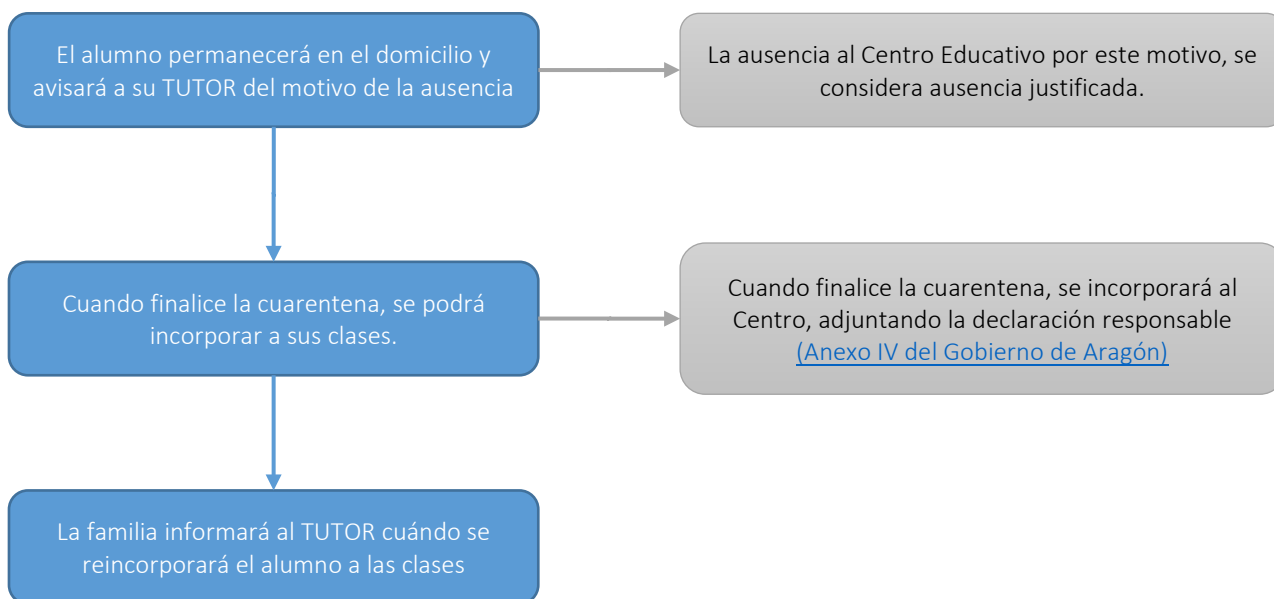 El alumno permanecerá en el domicilio y
avisará a su TUTOR del motivo de la ausencia
La ausencia al Centro Educativo por este motivo, se
considera ausencia justificada.
Cuando finalice la cuarentena, se podrá
incorporar a sus clases.
Cuando finalice la cuarentena, se incorporará al
Centro, adjuntando la declaración responsable
(Anexo IV del Gobierno de Aragón)
La familia informará al TUTOR cuándo se
reincorporará el alumno a las clases